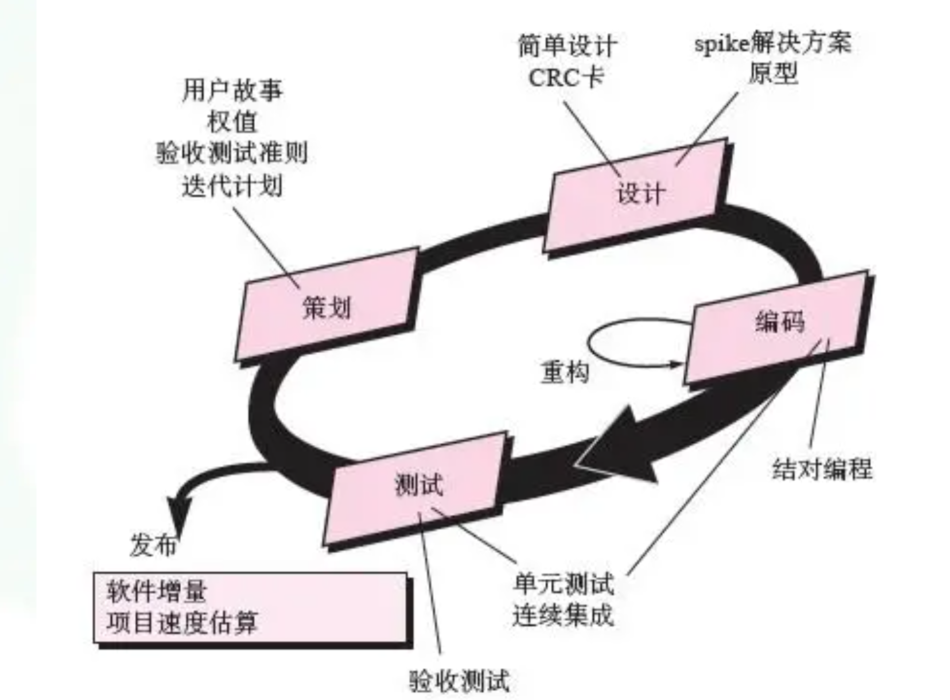 简单设计
CRC卡
spike解决方案
原型
用户故事
权值
验收测试准则
迭代计划
设计
策划
编码
重构
测试
结对编程
发布
单元测试
连续集成
软件增量
项目速度估算
验收测试